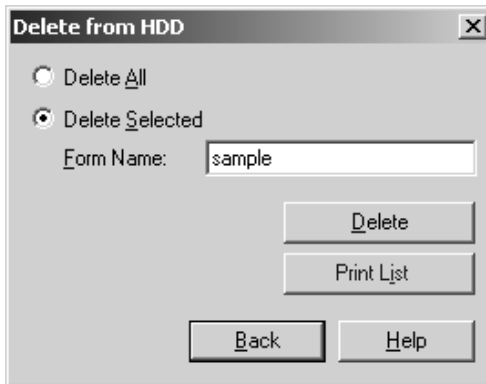 Delete from HDD
Delete All
Delete Selected
Form Name: sample
Delete
Print List
Back Help